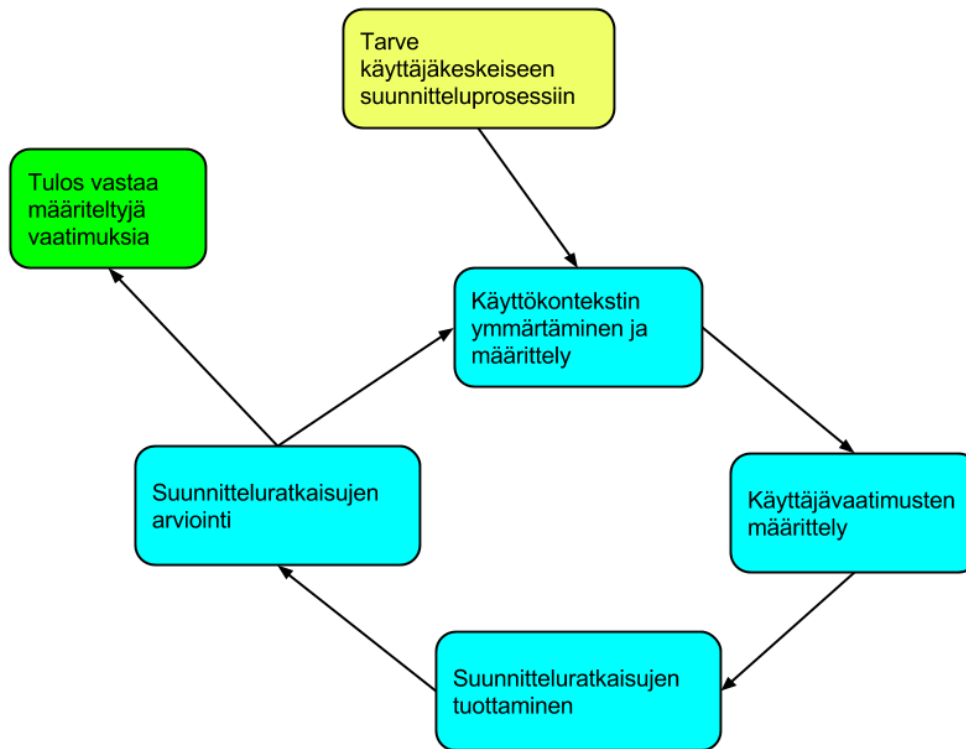 Tarve
käyttäjäkeskeiseen
suunnitteluprosessiin
Tulos vastaa
määriteltyjä
vaatimuksia
Käyttökontekstin
ymmärtäminen ja
määrittely
Käyttäjävaatimusten
määrittely
Suunnitteluratkaisujen
arviointi
Suunnitteluratkaisujen
tuottaminen